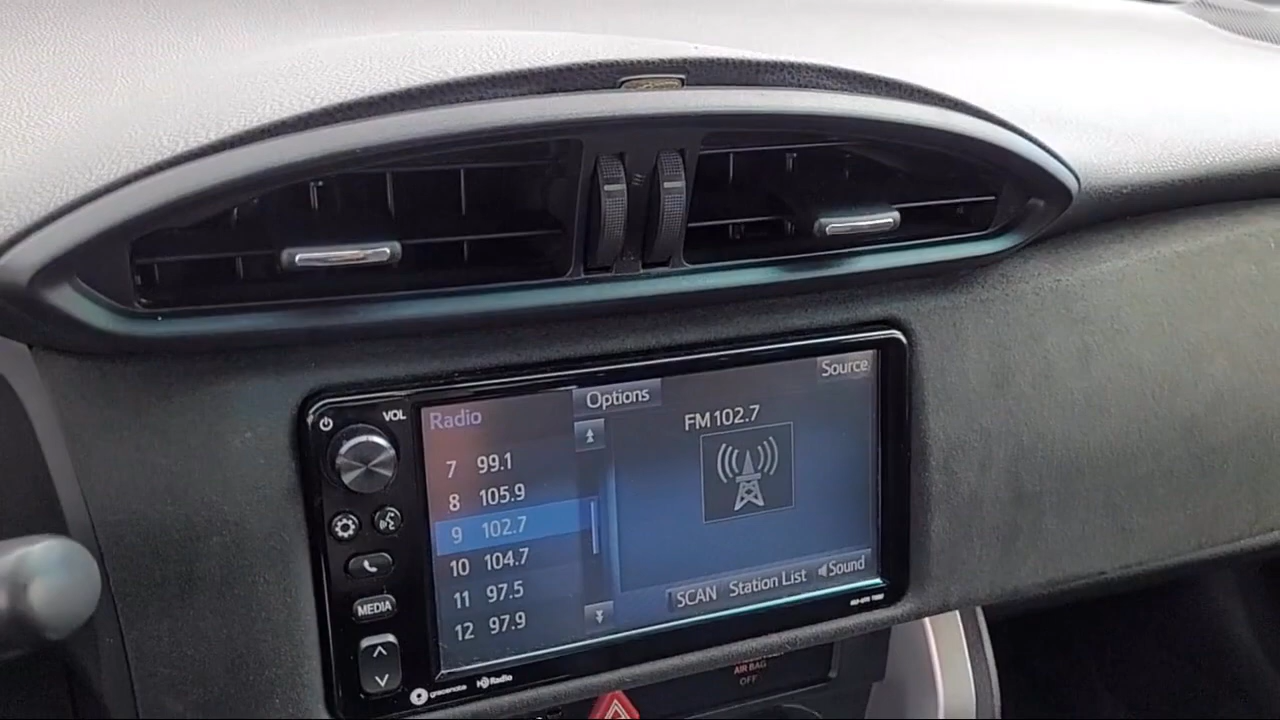 VOL
Radio
Options
Source
FM 102.7
7 99.1
8 105.9
9 102.7
10 104.7
11 97.5
12 97.9
MEDIA
SCAN
Station List
Sound
gracenote
HD Radio
AIR BAG
OFF